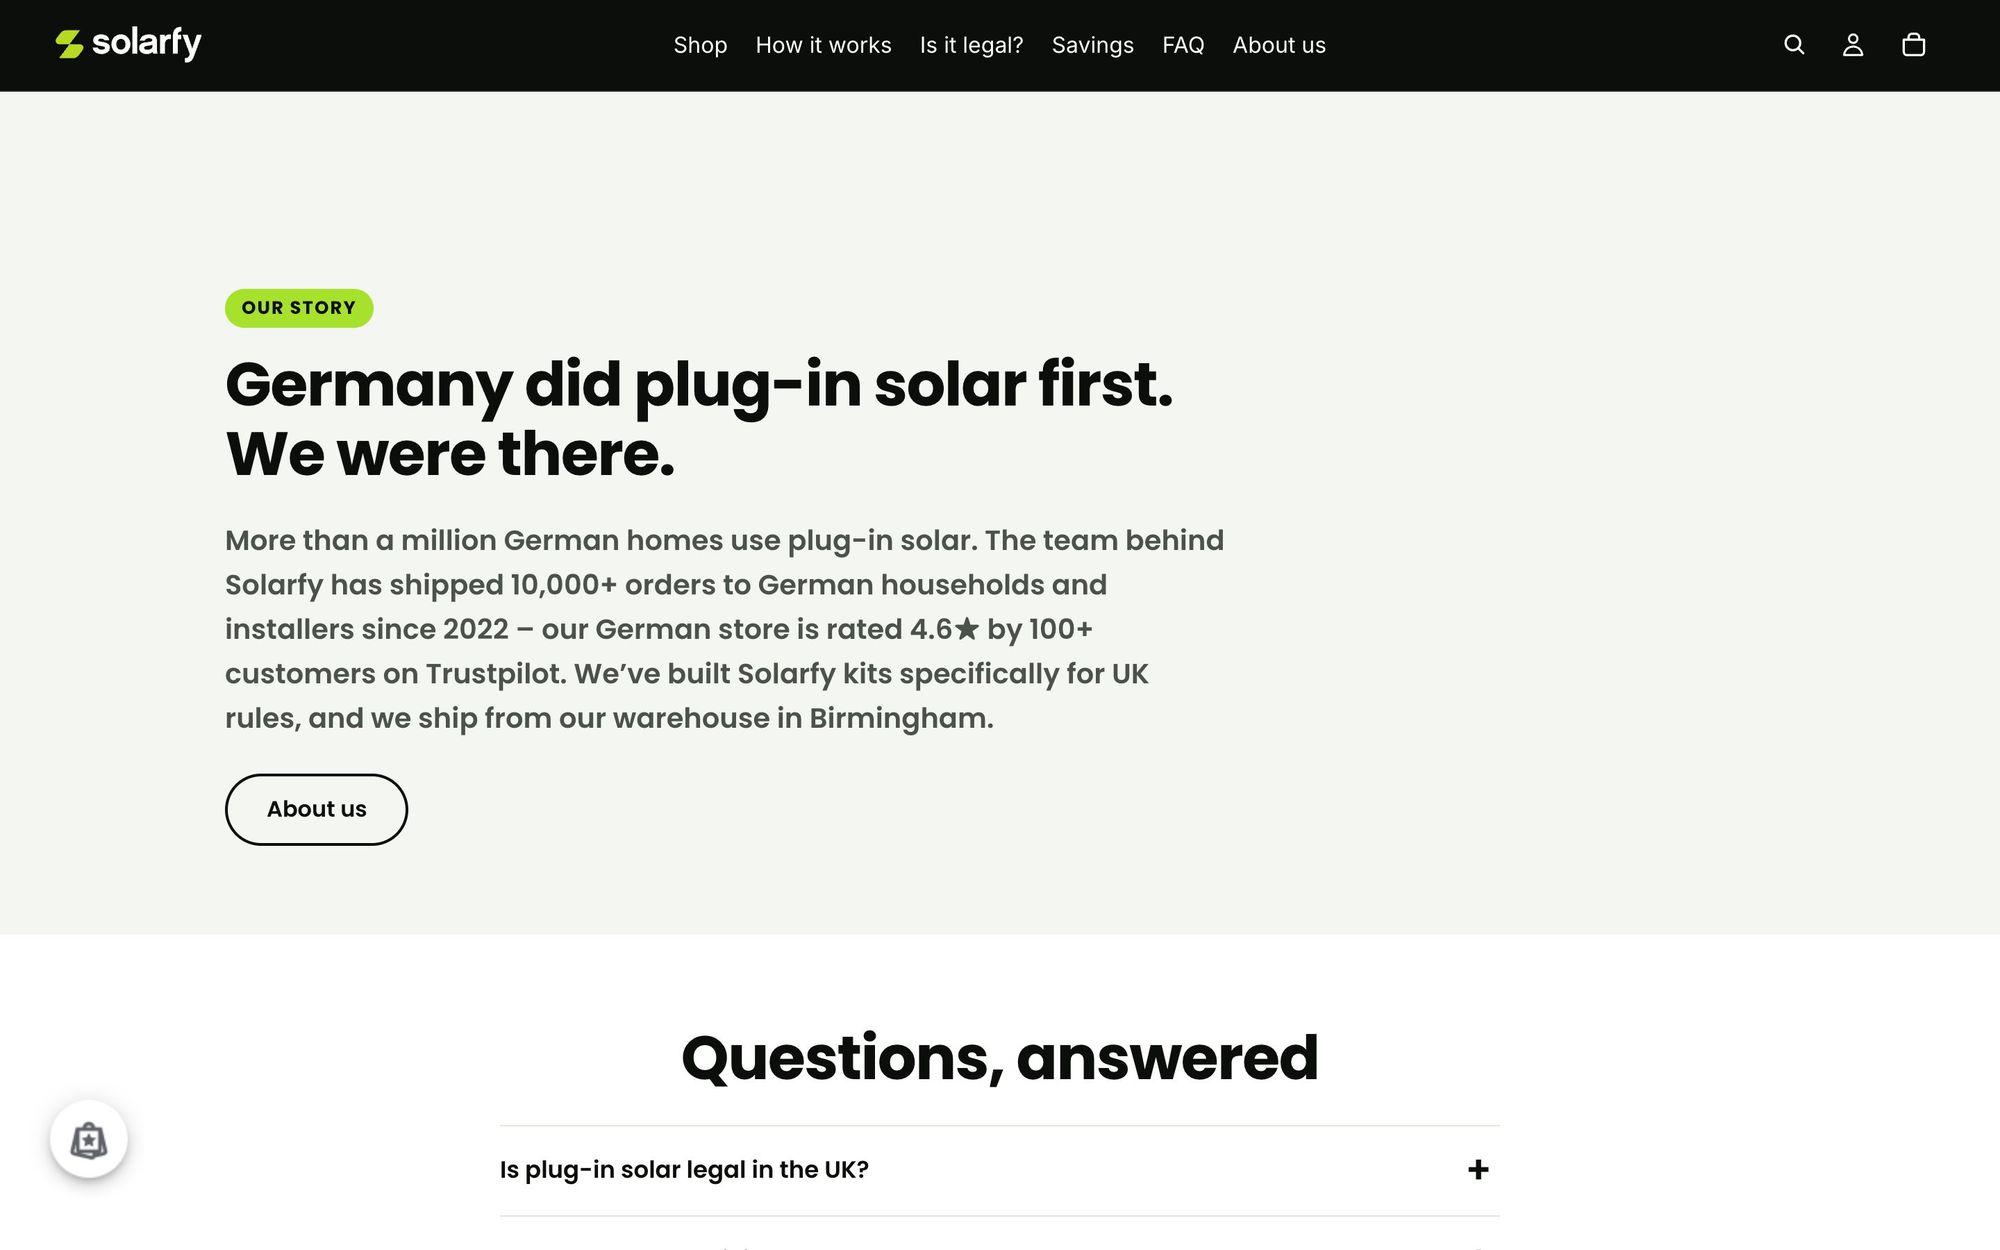 solarfy
Shop How it works Is it legal? Savings FAQ About us
OUR STORY
Germany did plug-in solar first.
We were there.
More than a million German homes use plug-in solar. The team behind
Solarfy has shipped 10,000+ orders to German households and
installers since 2022 – our German store is rated 4.6★ by 100+
customers on Trustpilot. We’ve built Solarfy kits specifically for UK
rules, and we ship from our warehouse in Birmingham.
About us
Questions, answered
Is plug-in solar legal in the UK?